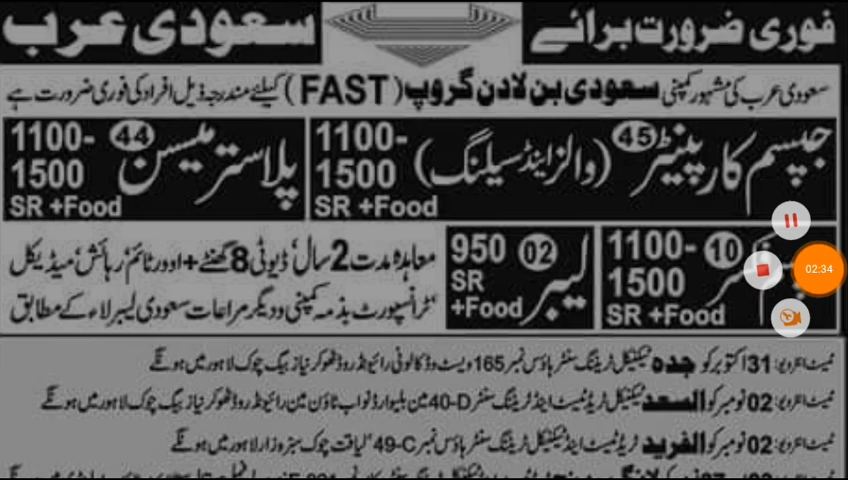 فوری ضرورت برائے سعودی عرب
سعودی عرب کی مشہور کمپنی سعودی بن لادن گروپ (FAST) کیلئے مندرجہ ذیل افراد کی فوری ضرورت ہے
جپسم کارپینٹر 45 (والز اینڈ سیلنگ) 1100-1500 SR +Food
پلاستر میسن 44 1100-1500 SR +Food
10 1100-1500 SR +Food
لیبر 02 950 SR +Food
معاہدہ مدت 2 سال، ڈیوٹی 8 گھنٹے + اوورٹائم، رہائش، میڈیکل
ٹرانسپورٹ بذمہ کمپنی و دیگر مراعات سعودی لیبر لاء کے مطابق
ٹیسٹ انٹرویو: 31 اکتوبر کو جدہ ٹیکنیکل ٹریننگ سنٹر ہاؤس نمبر 165 ویسٹ وڈ کالونی رائیونڈ روڈ ٹھوکر نیاز بیگ چوک لاہور میں ہونگے
ٹیسٹ انٹرویو: 02 نومبر کو السعد ٹیکنیکل ٹریڈ ٹیسٹ اینڈ ٹریننگ سنٹر 40-D مین بلیوارڈ نواب ٹاؤن مین رائیونڈ روڈ ٹھوکر نیاز بیگ چوک لاہور میں ہونگے
ٹیسٹ انٹرویو: 02 نومبر کو الفرید ٹریڈ ٹیسٹ اینڈ ٹیکنیکل ٹریننگ سنٹر ہاؤس نمبر 49-C لیاقت چوک سبزہ زار لاہور میں ہونگے
02:34